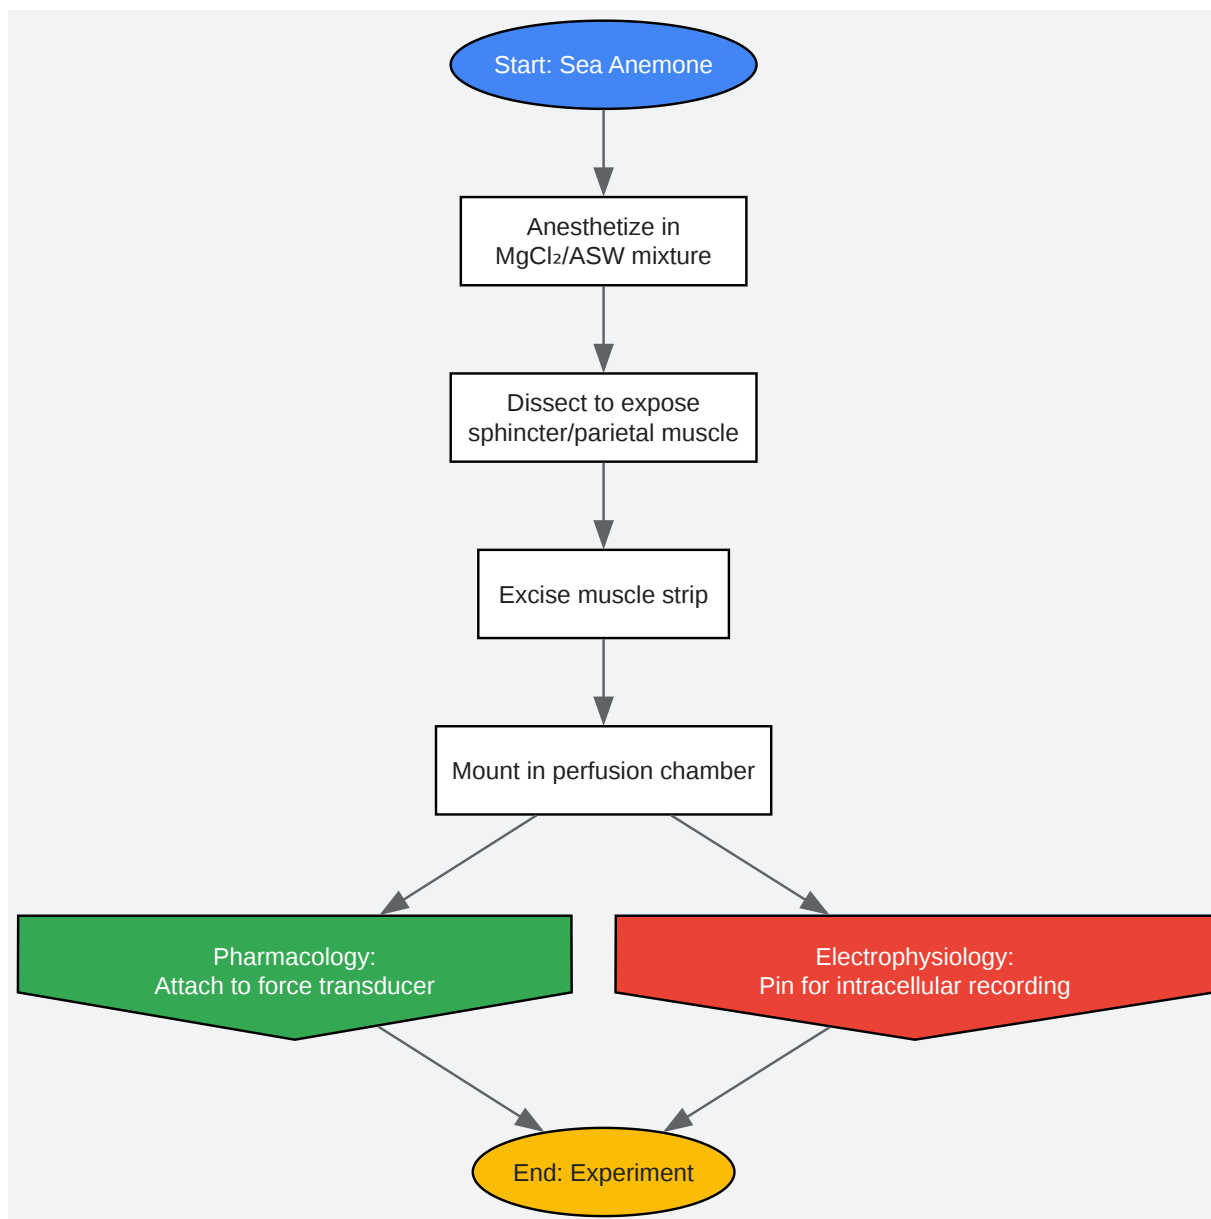 Start: Sea Anemone
Anesthetize in
MgCl₂/ASW mixture
Dissect to expose
sphincter/parietal muscle
Excise muscle strip
Mount in perfusion chamber
Pharmacology:
Attach to force transducer
Electrophysiology:
Pin for intracellular recording
End: Experiment